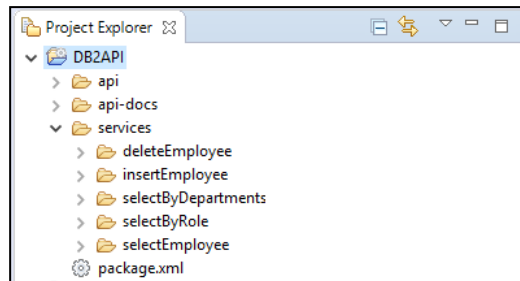 Project Explorer
DB2API
api
api-docs
services
deleteEmployee
insertEmployee
selectByDepartments
selectByRole
selectEmployee
package.xml